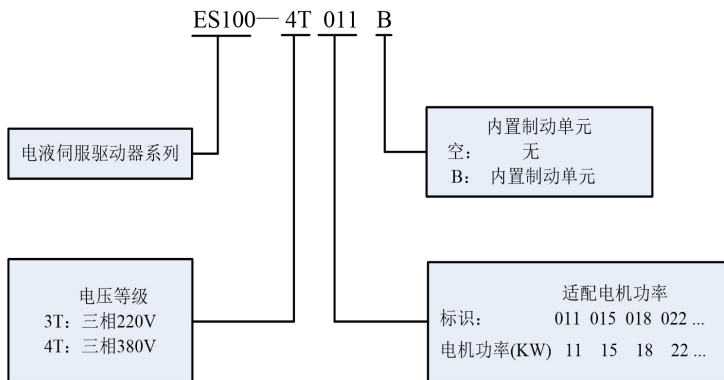 ES100—4T 011 B
电液伺服驱动器系列
内置制动单元
空： 无
B： 内置制动单元
电压等级
3T：三相220V
4T：三相380V
适配电机功率
标识： 011 015 018 022 ...
电机功率(KW) 11 15 18 22 ...